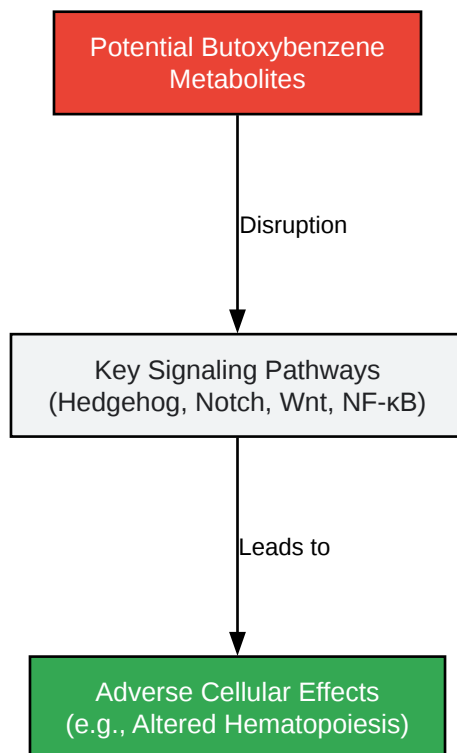 Potential Butoxybenzene
Metabolites
Disruption
Key Signaling Pathways
(Hedgehog, Notch, Wnt, NF-κB)
Leads to
Adverse Cellular Effects
(e.g., Altered Hematopoiesis)